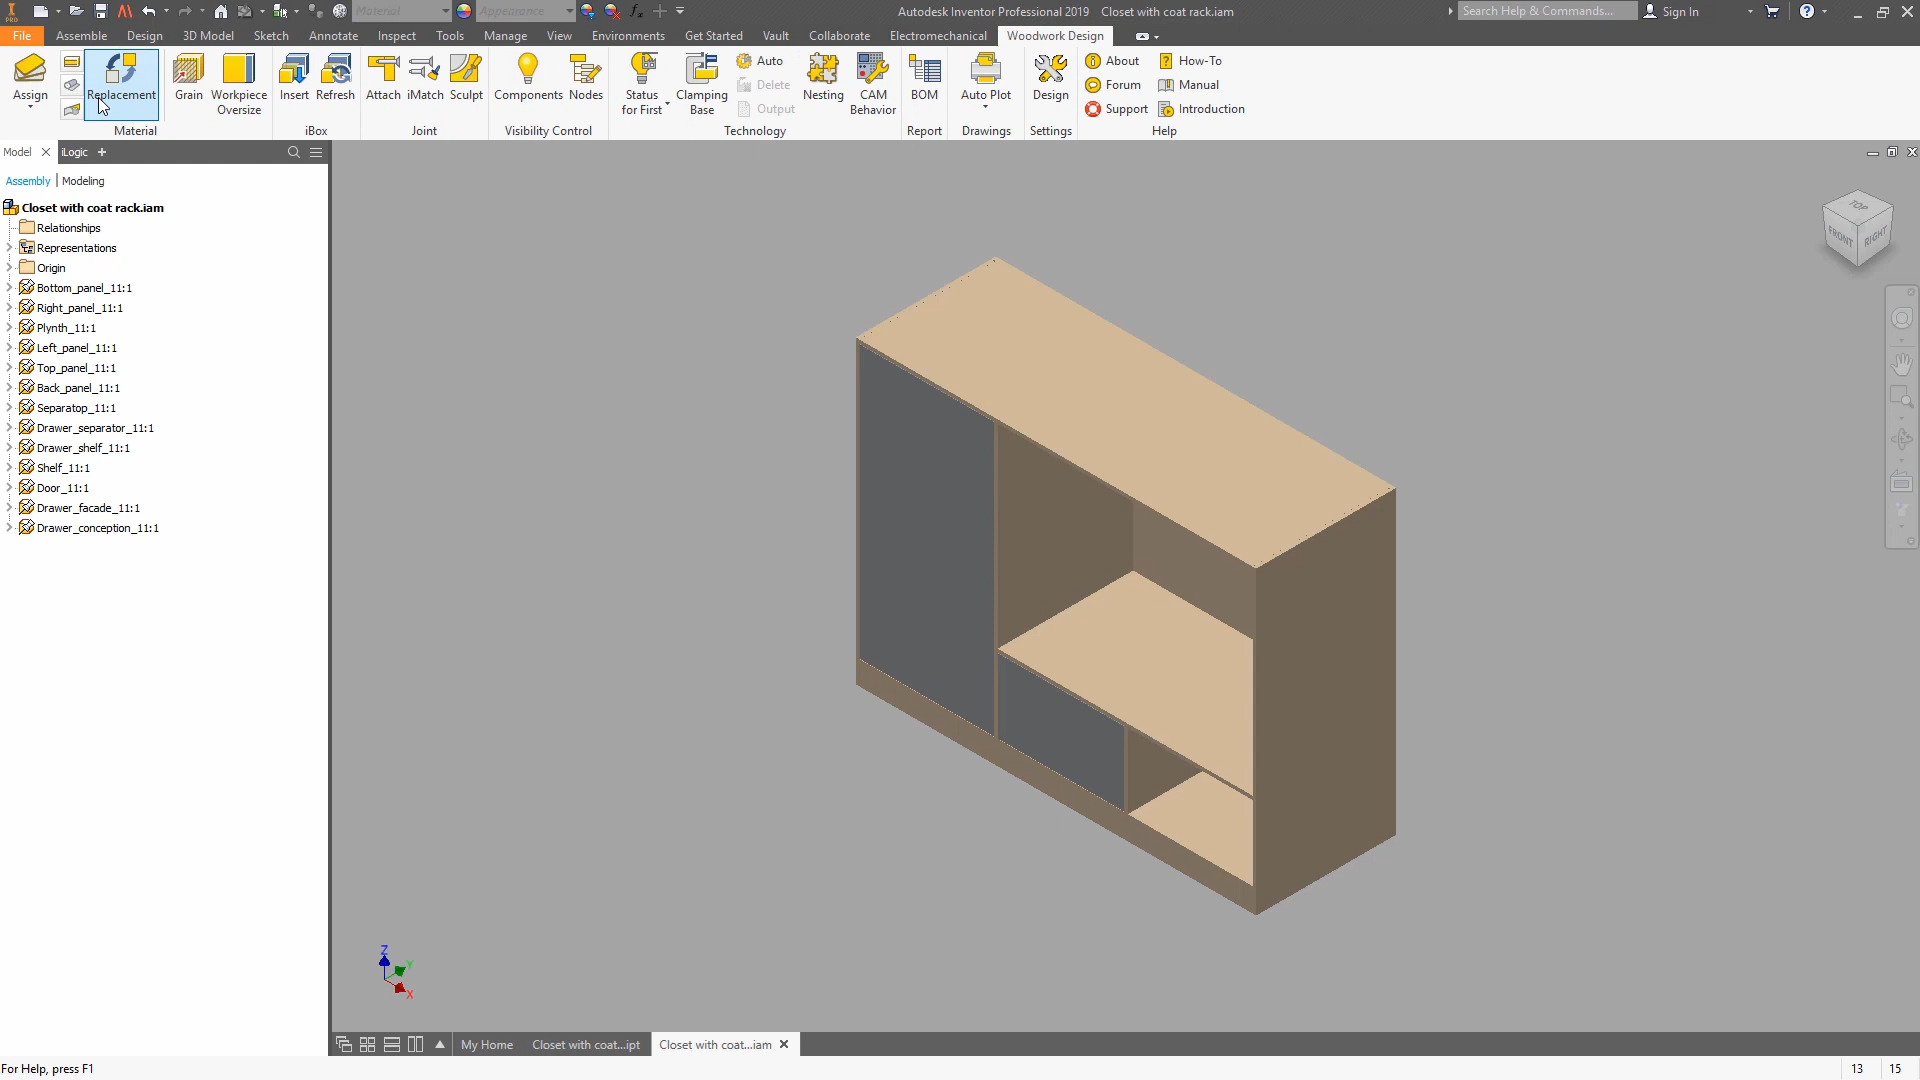 PRO
Material
Appearance
Autodesk Inventor Professional 2019 Closet with coat rack.iam
Search Help & Commands...
Sign In
File
Assemble
Design
3D Model
Sketch
Annotate
Inspect
Tools
Manage
View
Environments
Get Started
Vault
Collaborate
Electromechanical
Woodwork Design
Assign
Replacement
Grain
Workpiece
Oversize
Insert
Refresh
Attach
iMatch
Sculpt
Components
Nodes
Status
for First
Clamping
Base
Auto
Delete
Output
Nesting
CAM
Behavior
BOM
Auto Plot
Design
About
Forum
Support
How-To
Manual
Introduction
Material
iBox
Joint
Visibility Control
Technology
Report
Drawings
Settings
Help
Model
iLogic
Assembly
Modeling
Closet with coat rack.iam
Relationships
Representations
Origin
Bottom_panel_11:1
Right_panel_11:1
Plynth_11:1
Left_panel_11:1
Top_panel_11:1
Back_panel_11:1
Separatop_11:1
Drawer_separator_11:1
Drawer_shelf_11:1
Shelf_11:1
Door_11:1
Drawer_facade_11:1
Drawer_conception_11:1
TOP
FRONT
RIGHT
Z
Y
X
My Home
Closet with coat...ipt
Closet with coat...iam
For Help, press F1
13
15